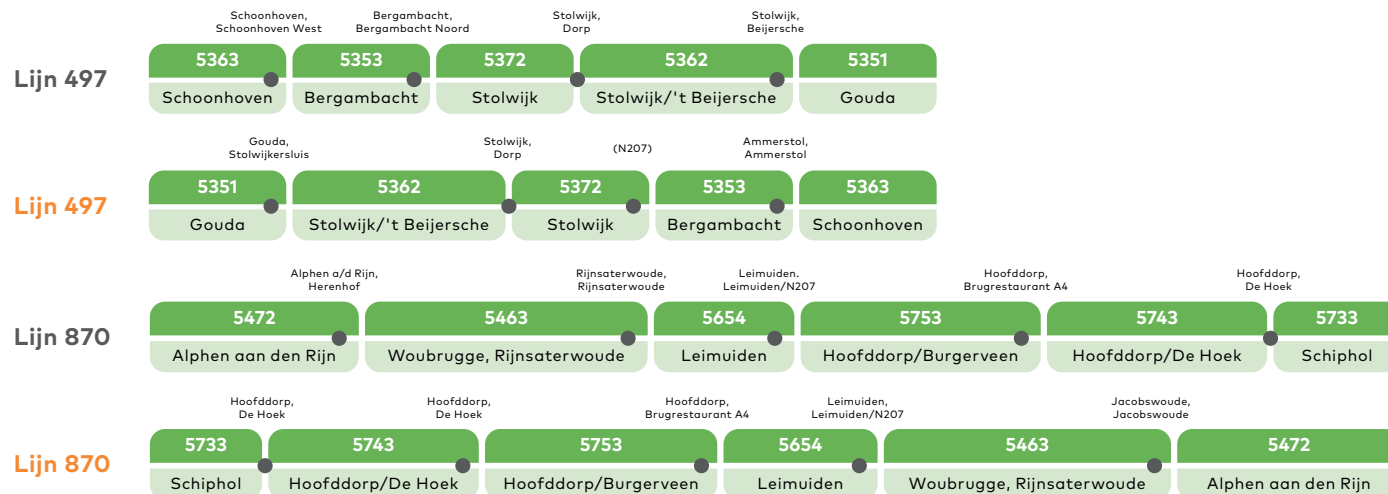 Schoonhoven,
Schoonhoven West
Bergambacht,
Bergambacht Noord
Stolwijk,
Dorp
Stolwijk,
Beijersche
Lijn 497
5363
5353
5372
5362
5351
Schoonhoven
Bergambacht
Stolwijk
Stolwijk/'t Beijersche
Gouda
Gouda,
Stolwijkersluis
Stolwijk,
Dorp
(N207)
Ammerstol,
Ammerstol
Lijn 497
5351
5362
5372
5353
5363
Gouda
Stolwijk/'t Beijersche
Stolwijk
Bergambacht
Schoonhoven
Alphen a/d Rijn,
Herenhof
Rijnsaterwoude,
Rijnsaterwoude
Leimuiden.
Leimuiden/N207
Hoofddorp,
Brugrestaurant A4
Hoofddorp,
De Hoek
Lijn 870
5472
5463
5654
5753
5743
5733
Alphen aan den Rijn
Woubrugge, Rijnsaterwoude
Leimuiden
Hoofddorp/Burgerveen
Hoofddorp/De Hoek
Schiphol
Hoofddorp,
De Hoek
Hoofddorp,
De Hoek
Hoofddorp,
Brugrestaurant A4
Leimuiden,
Leimuiden/N207
Jacobswoude,
Jacobswoude
Lijn 870
5733
5743
5753
5654
5463
5472
Schiphol
Hoofddorp/De Hoek
Hoofddorp/Burgerveen
Leimuiden
Woubrugge, Rijnsaterwoude
Alphen aan den Rijn